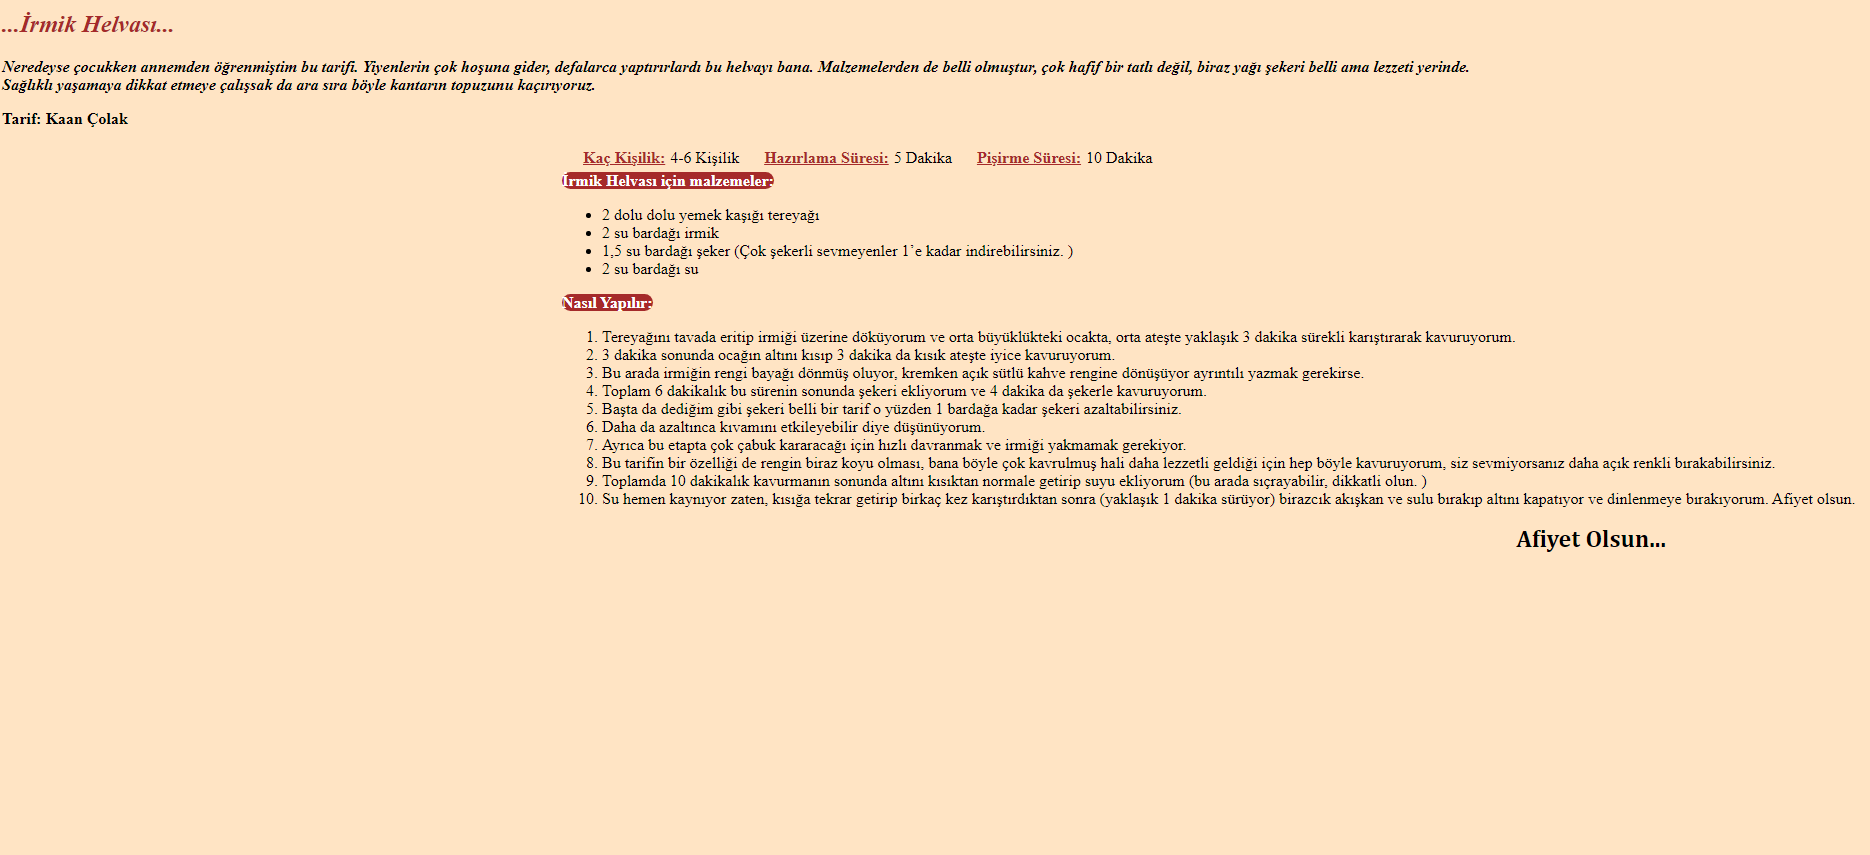 ...İrmik Helvası...
Neredeyse çocukken annemden öğrenmiştim bu tarifi. Yiyenlerin çok hoşuna gider, defalarca yaptırırlardı bu helvayı bana. Malzemelerden de belli olmuştur, çok hafif bir tatlı değil, biraz yağı şekeri belli ama lezzeti yerinde.
Sağlıklı yaşamaya dikkat etmeye çalışsak da ara sıra böyle kantarın topuzunu kaçırıyoruz.
Tarif: Kaan Çolak
Kaç Kişilik: 4-6 Kişilik Hazırlama Süresi: 5 Dakika Pişirme Süresi: 10 Dakika
İrmik Helvası için malzemeler:
• 2 dolu dolu yemek kaşığı tereyağı
• 2 su bardağı irmik
• 1,5 su bardağı şeker (Çok şekerli sevmeyenler 1`e kadar indirebilirsiniz. )
• 2 su bardağı su
Nasıl Yapılır:
1. Tereyağını tavada eritip irmiği üzerine döküyorum ve orta büyüklükteki ocakta, orta ateşte yaklaşık 3 dakika sürekli karıştırarak kavuruyorum.
2. 3 dakika sonunda ocağın altını kısıp 3 dakika da kısık ateşte iyice kavuruyorum.
3. Bu arada irmiğin rengi bayağı dönmüş oluyor, kremken açık sütlü kahve rengine dönüşüyor ayrıntılı yazmak gerekirse.
4. Toplam 6 dakikalık bu sürenin sonunda şekeri ekliyorum ve 4 dakika da şekerle kavuruyorum.
5. Başta da dediğim gibi şekeri belli bir tarif o yüzden 1 bardağa kadar şekeri azaltabilirsiniz.
6. Daha da azaltınca kıvamını etkileyebilir diye düşünüyorum.
7. Ayrıca bu etapta çok çabuk kararacağı için hızlı davranmak ve irmiği yakmamak gerekiyor.
8. Bu tarifin bir özelliği de rengin biraz koyu olması, bana böyle çok kavrulmuş hali daha lezzetli geldiği için hep böyle kavuruyorum, siz sevmiyorsanız daha açık renkli bırakabilirsiniz.
9. Toplamda 10 dakikalık kavurmanın sonunda altını kısıktan normale getirip suyu ekliyorum (bu arada sıçrayabilir, dikkatli olun. )
10. Su hemen kaynıyor zaten, kısığa tekrar getirip birkaç kez karıştırdıktan sonra (yaklaşık 1 dakika sürüyor) birazcık akışkan ve sulu bırakıp altını kapatıyor ve dinlenmeye bırakıyorum. Afiyet olsun.
Afiyet Olsun...